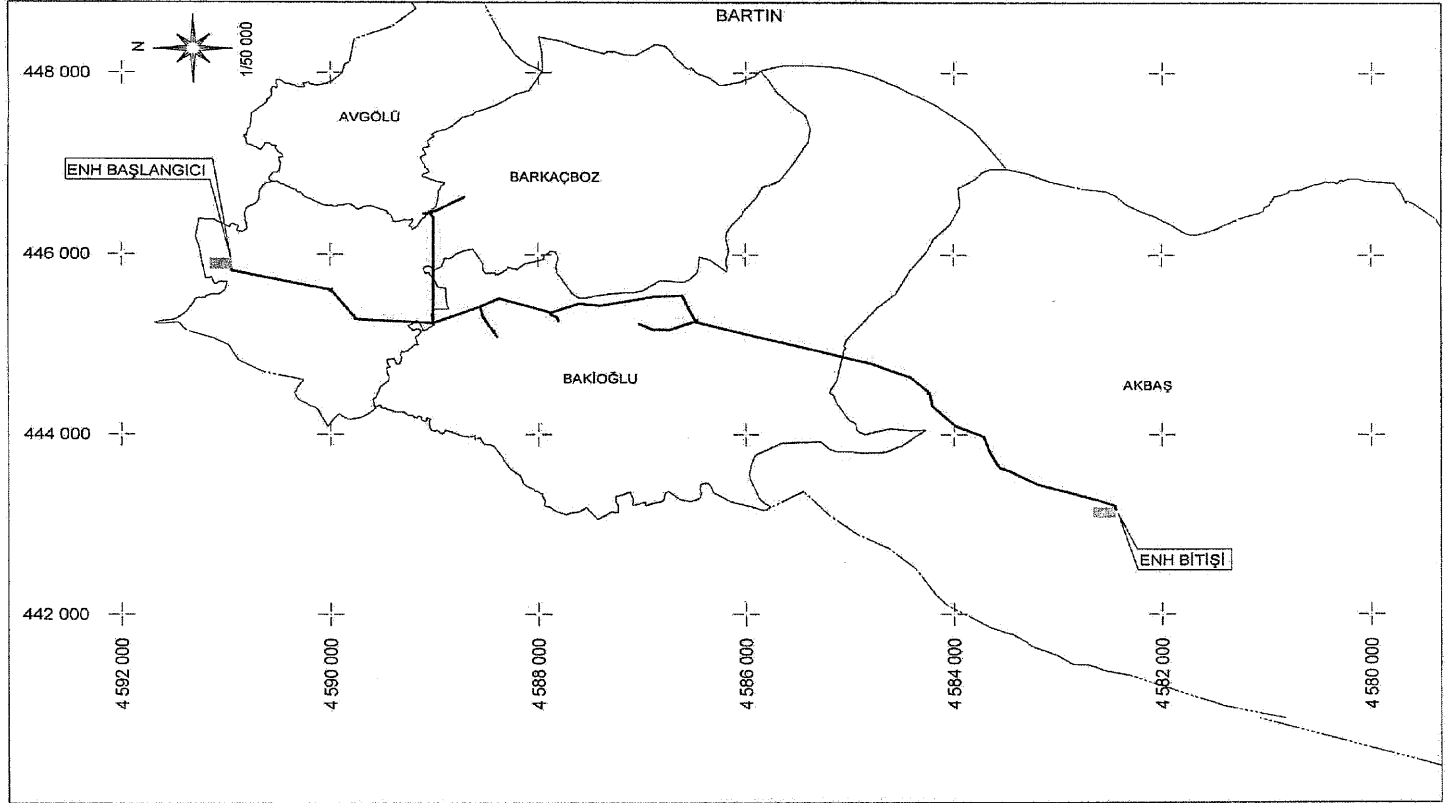 BARTIN
N
1/50 000
448 000
AVGÖLÜ
ENH BAŞLANGICI
BARKAÇBOZ
446 000
BAKİOĞLU
AKBAŞ
444 000
ENH BİTİŞİ
442 000
4 592 000
4 590 000
4 588 000
4 586 000
4 584 000
4 582 000
4 580 000